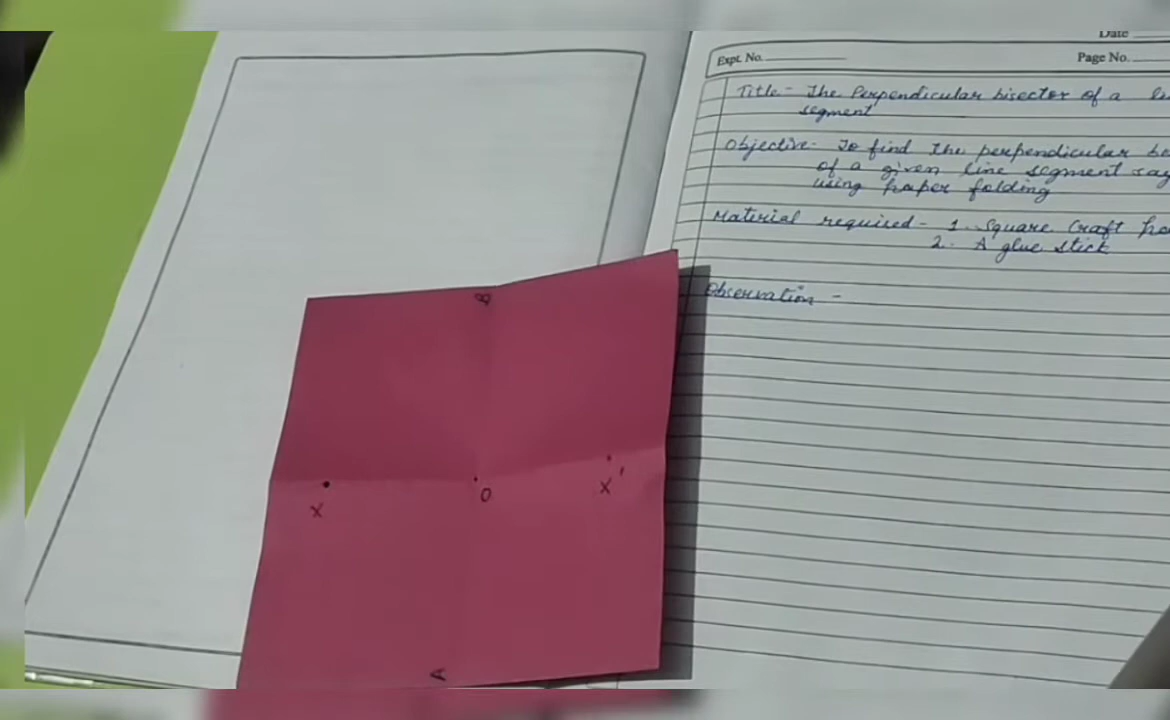 Date
Expt. No.
Page No.
Title - The Perpendicular bisector of a
segment
Objective - To find the perpendicular
of a given line segment say
using paper folding
Material required - 1. Square Craft
2. A glue stick
Observation -
B
X
O
X'
A